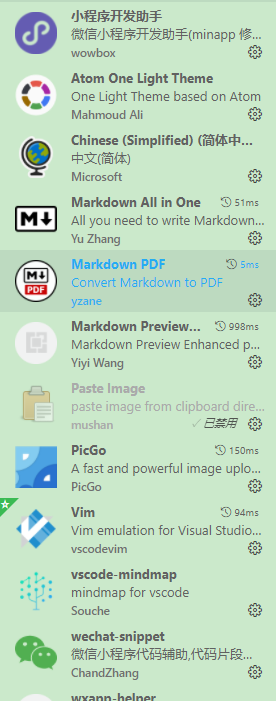 小程序开发助手
微信小程序开发助手(minapp 修...
wowbox
Atom One Light Theme
One Light Theme based on Atom
Mahmoud Ali
Chinese (Simplified) (简体中...
中文(简体)
Microsoft
Markdown All in One 51ms
All you need to write Markdown...
Yu Zhang
Markdown PDF 5ms
Convert Markdown to PDF
yzane
Markdown Preview... 998ms
Markdown Preview Enhanced p...
Yiyi Wang
Paste Image
paste image from clipboard dire...
mushan 已禁用
PicGo 150ms
A fast and powerful image uplo...
PicGo
Vim 94ms
Vim emulation for Visual Studio...
vscodevim
vscode-mindmap
mindmap for vscode
Souche
wechat-snippet
微信小程序代码辅助,代码片段...
ChandZhang
wxapp-helper